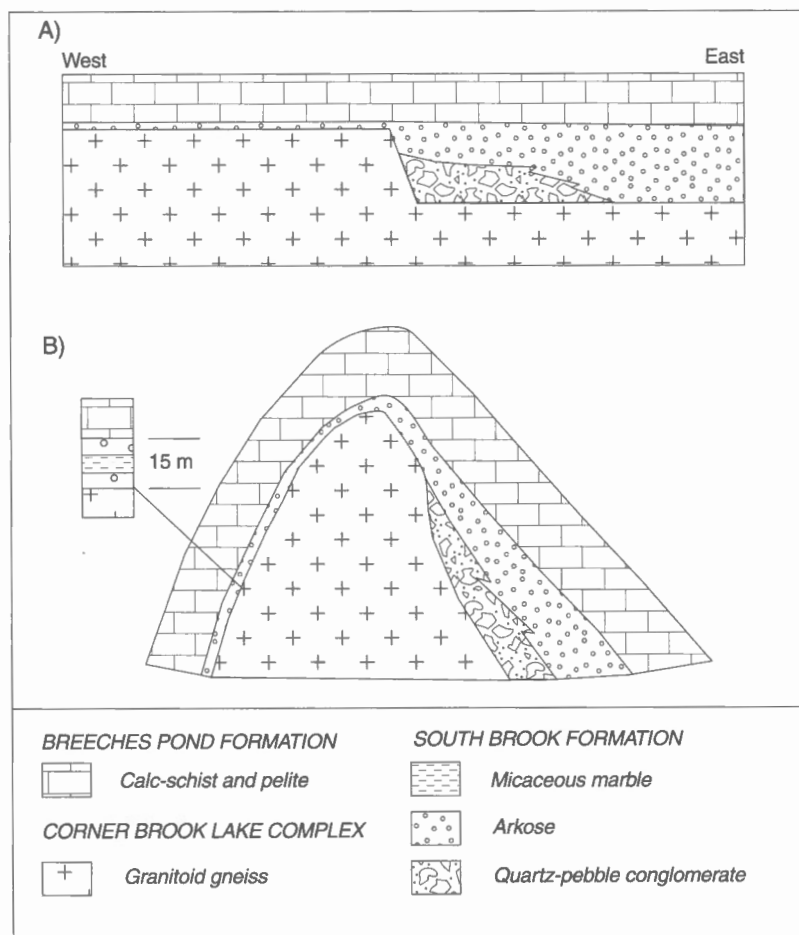 A)
West East
B)
15 m
BREECHES POND FORMATION
Calc-schist and pelite
CORNER BROOK LAKE COMPLEX
Granitoid gneiss
SOUTH BROOK FORMATION
Micaceous marble
Arkose
Quartz-pebble conglomerate